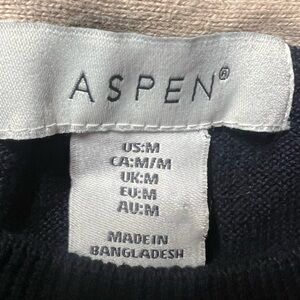 ASPEN®
US:M
CA:M/M
UK:M
EU:M
AU:M
MADE IN
BANGLADESH